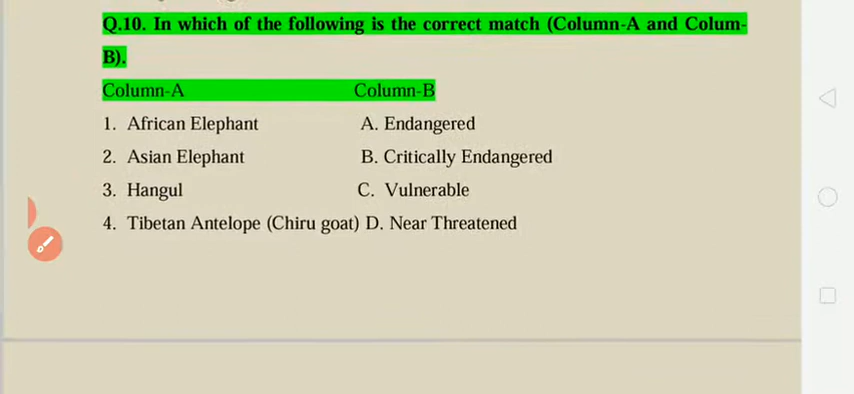 Q.10. In which of the following is the correct match (Column-A and Colum-
B).
Column-A Column-B
1. African Elephant A. Endangered
2. Asian Elephant B. Critically Endangered
3. Hangul C. Vulnerable
4. Tibetan Antelope (Chiru goat) D. Near Threatened